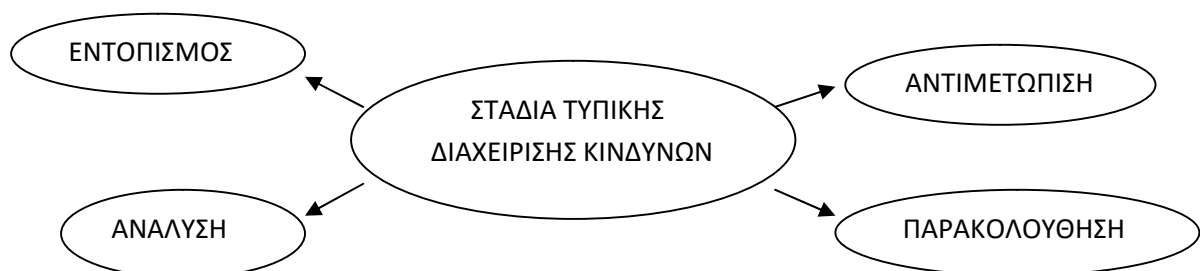 ΕΝΤΟΠΙΣΜΟΣ
ΑΝΤΙΜΕΤΩΠΙΣΗ
ΣΤΑΔΙΑ ΤΥΠΙΚΗΣ
ΔΙΑΧΕΙΡΙΣΗΣ ΚΙΝΔΥΝΩΝ
ΑΝΑΛΥΣΗ
ΠΑΡΑΚΟΛΟΥΘΗΣΗ